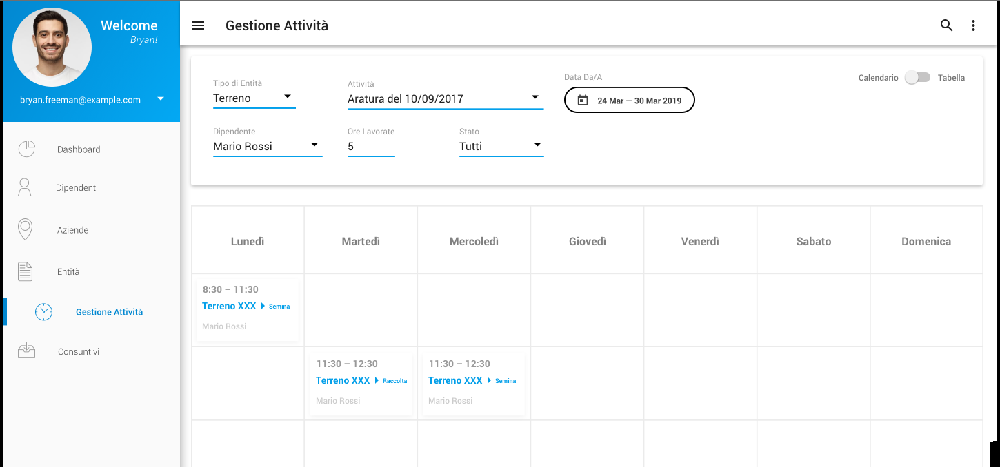 Welcome
Bryan!
bryan.freeman@example.com
Dashboard
Dipendenti
Aziende
Entità
Gestione Attività
Consuntivi
Gestione Attività
Tipo di Entità
Terreno
Attività
Aratura del 10/09/2017
Data Da/A
24 Mar — 30 Mar 2019
Calendario
Tabella
Dipendente
Mario Rossi
Ore Lavorate
5
Stato
Tutti
Lunedì Martedì Mercoledì Giovedì Venerdì Sabato Domenica
8:30 – 11:30
Terreno XXX Semina
Mario Rossi
11:30 – 12:30
Terreno XXX Raccolta
Mario Rossi
11:30 – 12:30
Terreno XXX Semina
Mario Rossi